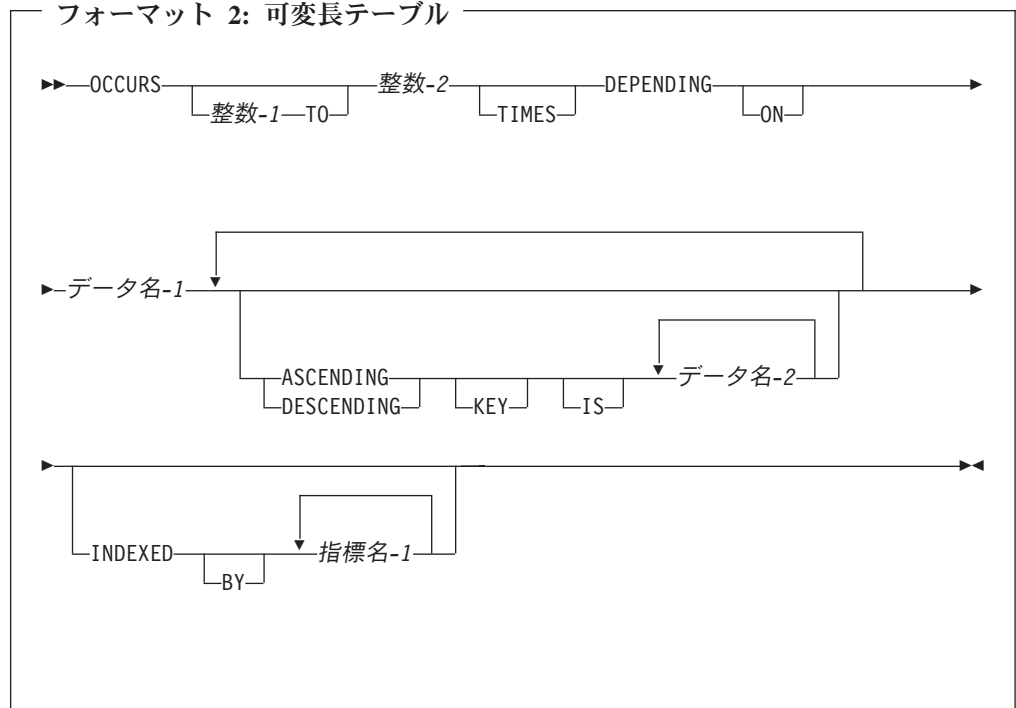 フォーマット 2: 可変長テーブル
OCCURS 整数-2 DEPENDING
整数-1 TO TIMES ON
データ名-1
ASCENDING データ名-2
DESCENDING KEY IS
INDEXED 指標名-1
BY